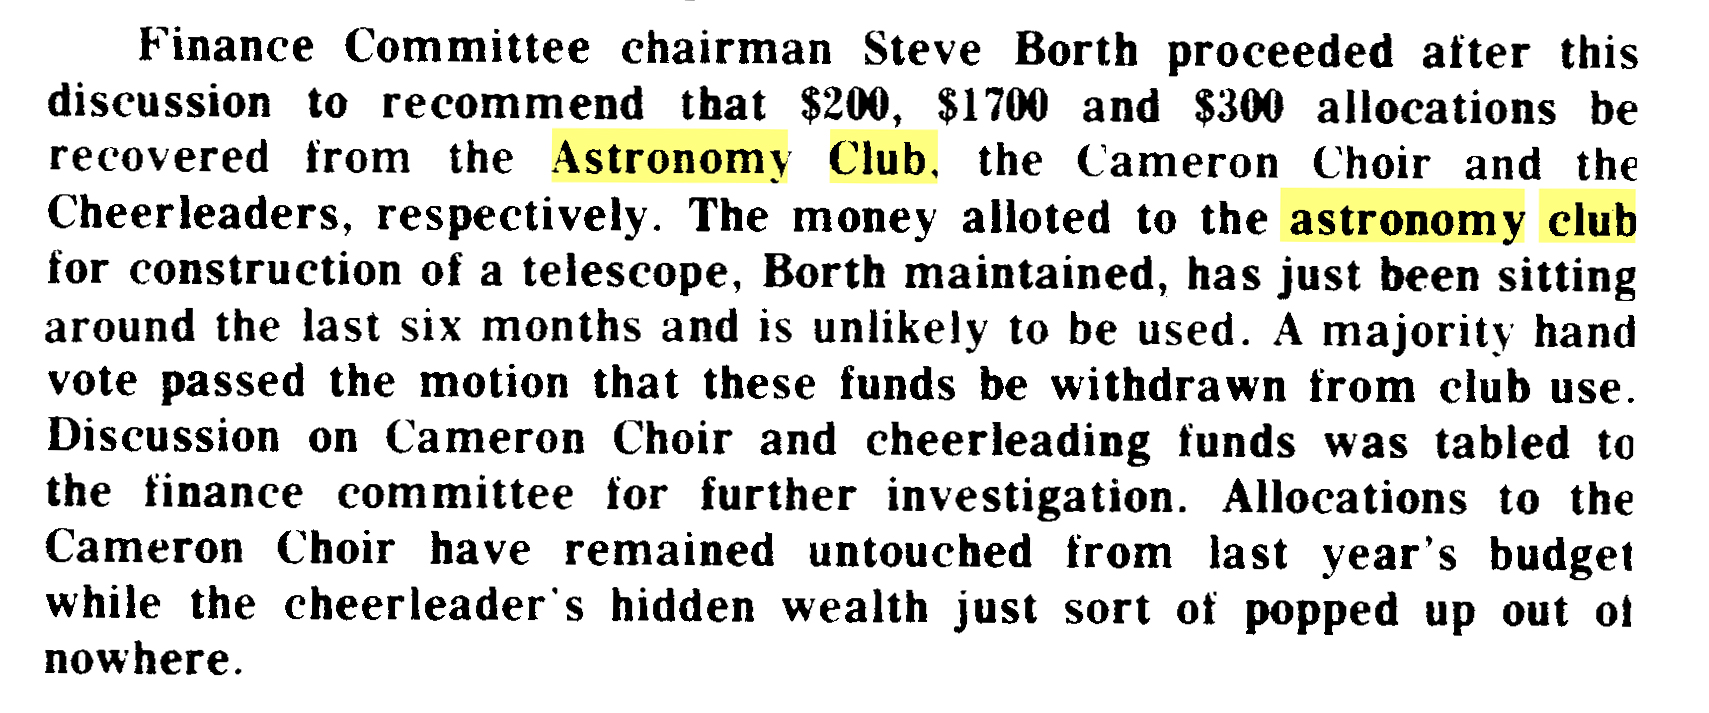 Finance Committee chairman Steve Borth proceeded after this
discussion to recommend that $200, $1700 and $300 allocations be
recovered from the Astronomy Club, the Cameron Choir and the
Cheerleaders, respectively. The money alloted to the astronomy club
for construction of a telescope, Borth maintained, has just been sitting
around the last six months and is unlikely to be used. A majority hand
vote passed the motion that these funds be withdrawn from club use.
Discussion on Cameron Choir and cheerleading funds was tabled to
the finance committee for further investigation. Allocations to the
Cameron Choir have remained untouched from last year's budget
while the cheerleader's hidden wealth just sort of popped up out of
nowhere.